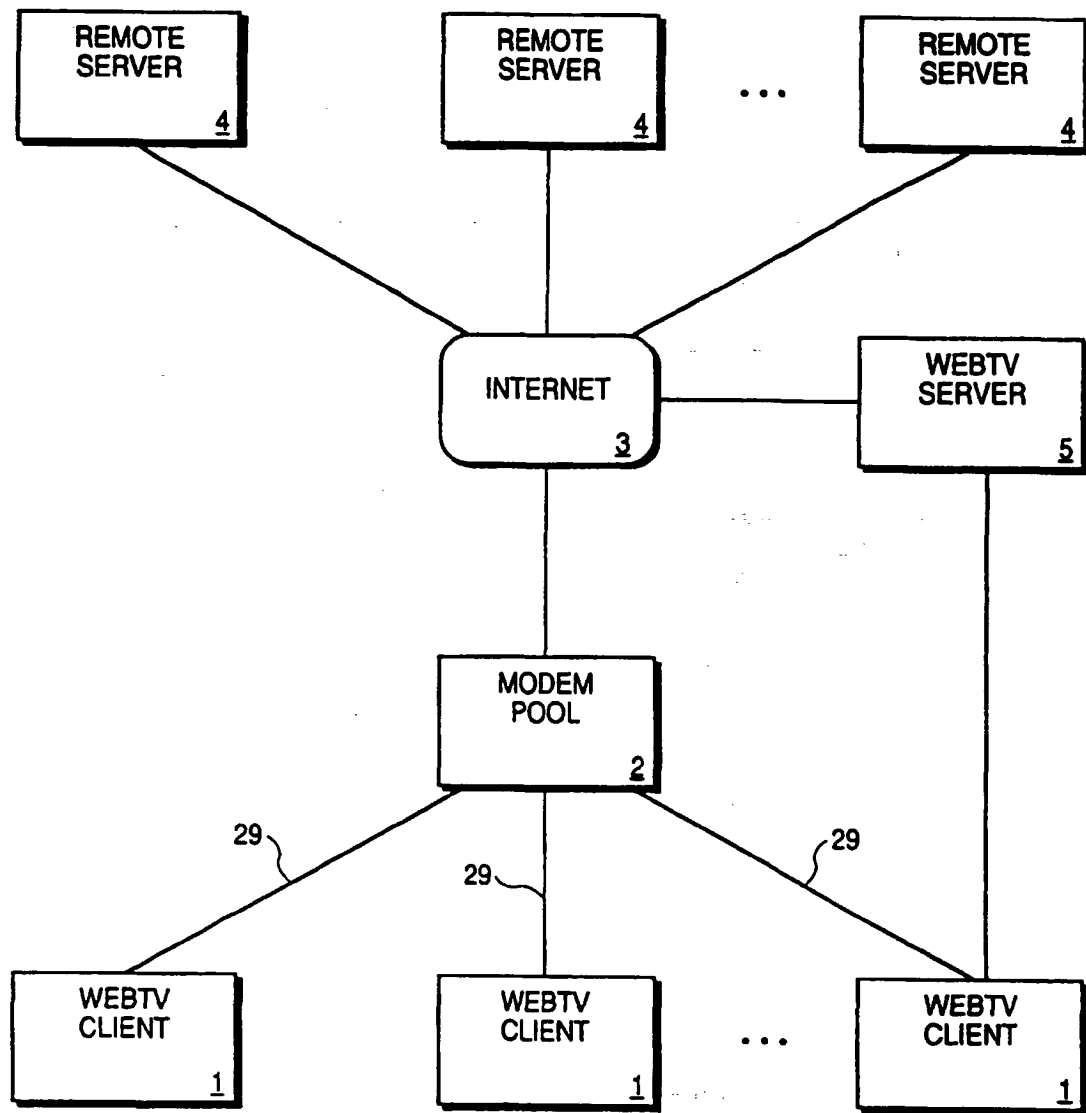 REMOTE
SERVER
4
REMOTE
SERVER
4
...
REMOTE
SERVER
4
INTERNET
3
WEBTV
SERVER
5
MODEM
POOL
2
29
29
29
WEBTV
CLIENT
1
WEBTV
CLIENT
1
...
WEBTV
CLIENT
1